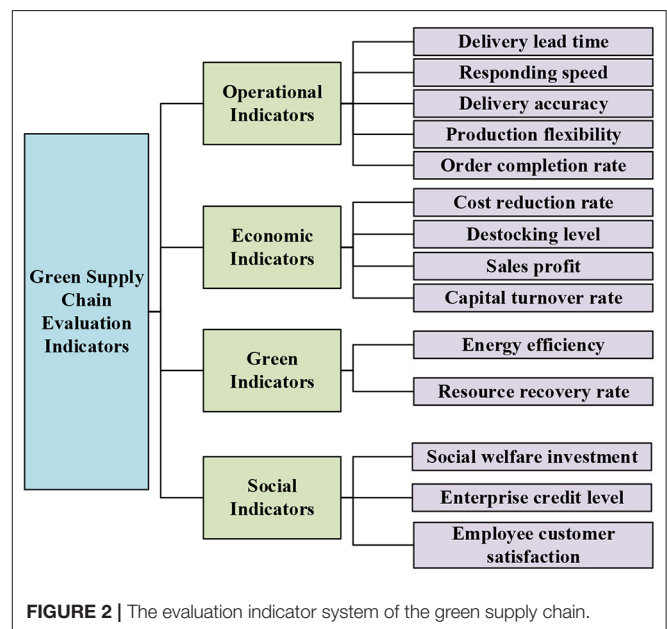 Green Supply
Chain
Evaluation
Indicators
Operational
Indicators
Delivery lead time
Responding speed
Delivery accuracy
Production flexibility
Order completion rate
Economic
Indicators
Cost reduction rate
Destocking level
Sales profit
Capital turnover rate
Green
Indicators
Energy efficiency
Resource recovery rate
Social
Indicators
Social welfare investment
Enterprise credit level
Employee customer
satisfaction
FIGURE 2 | The evaluation indicator system of the green supply chain.